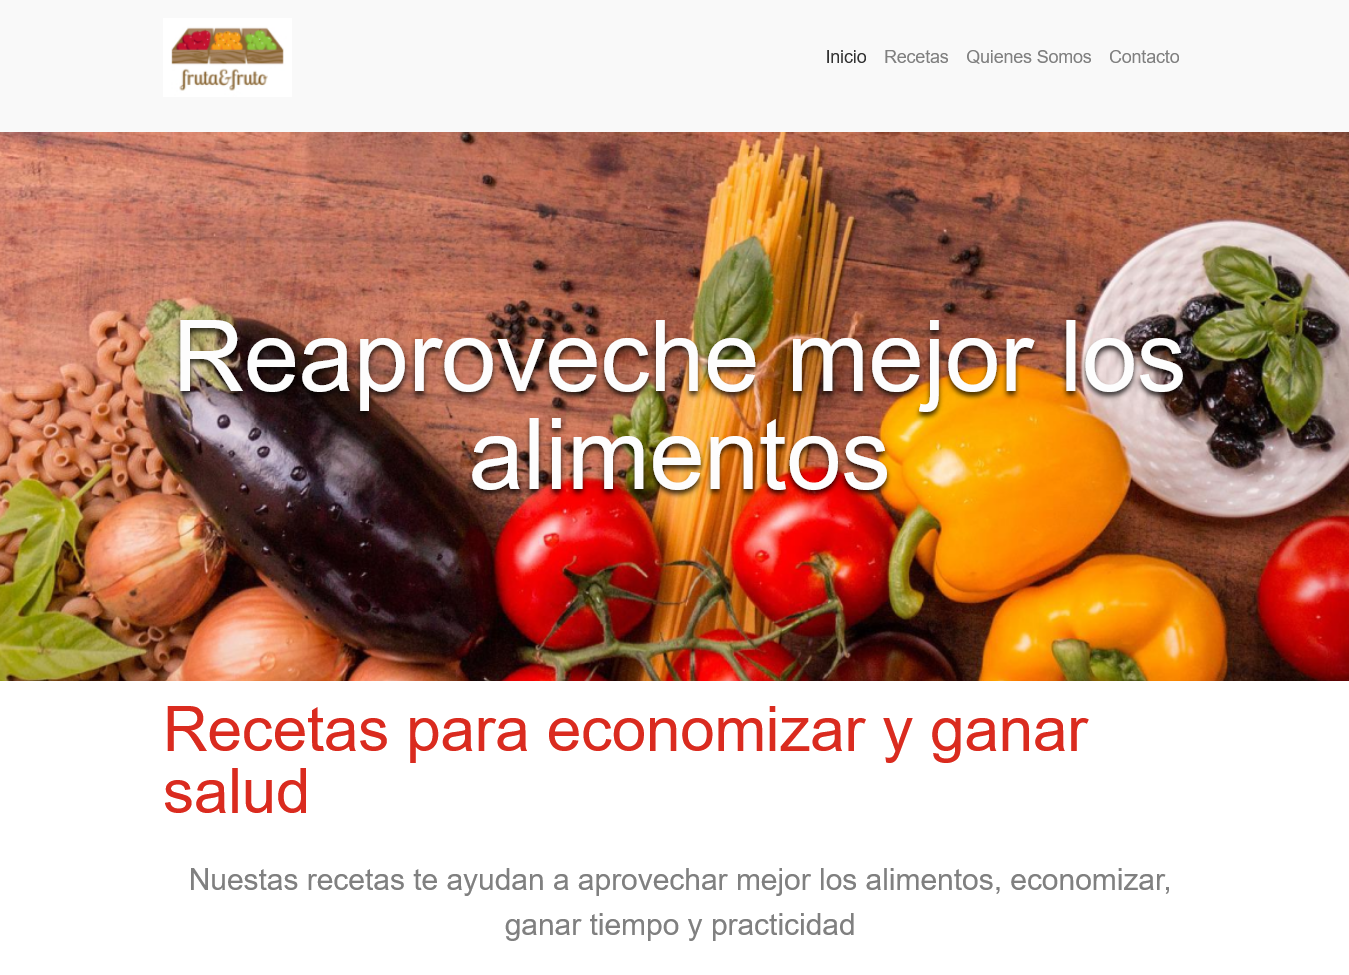 fruta&fruto
Inicio Recetas Quienes Somos Contacto
Reaproveche mejor los
alimentos
Recetas para economizar y ganar
salud
Nuestas recetas te ayudan a aprovechar mejor los alimentos, economizar,
ganar tiempo y practicidad